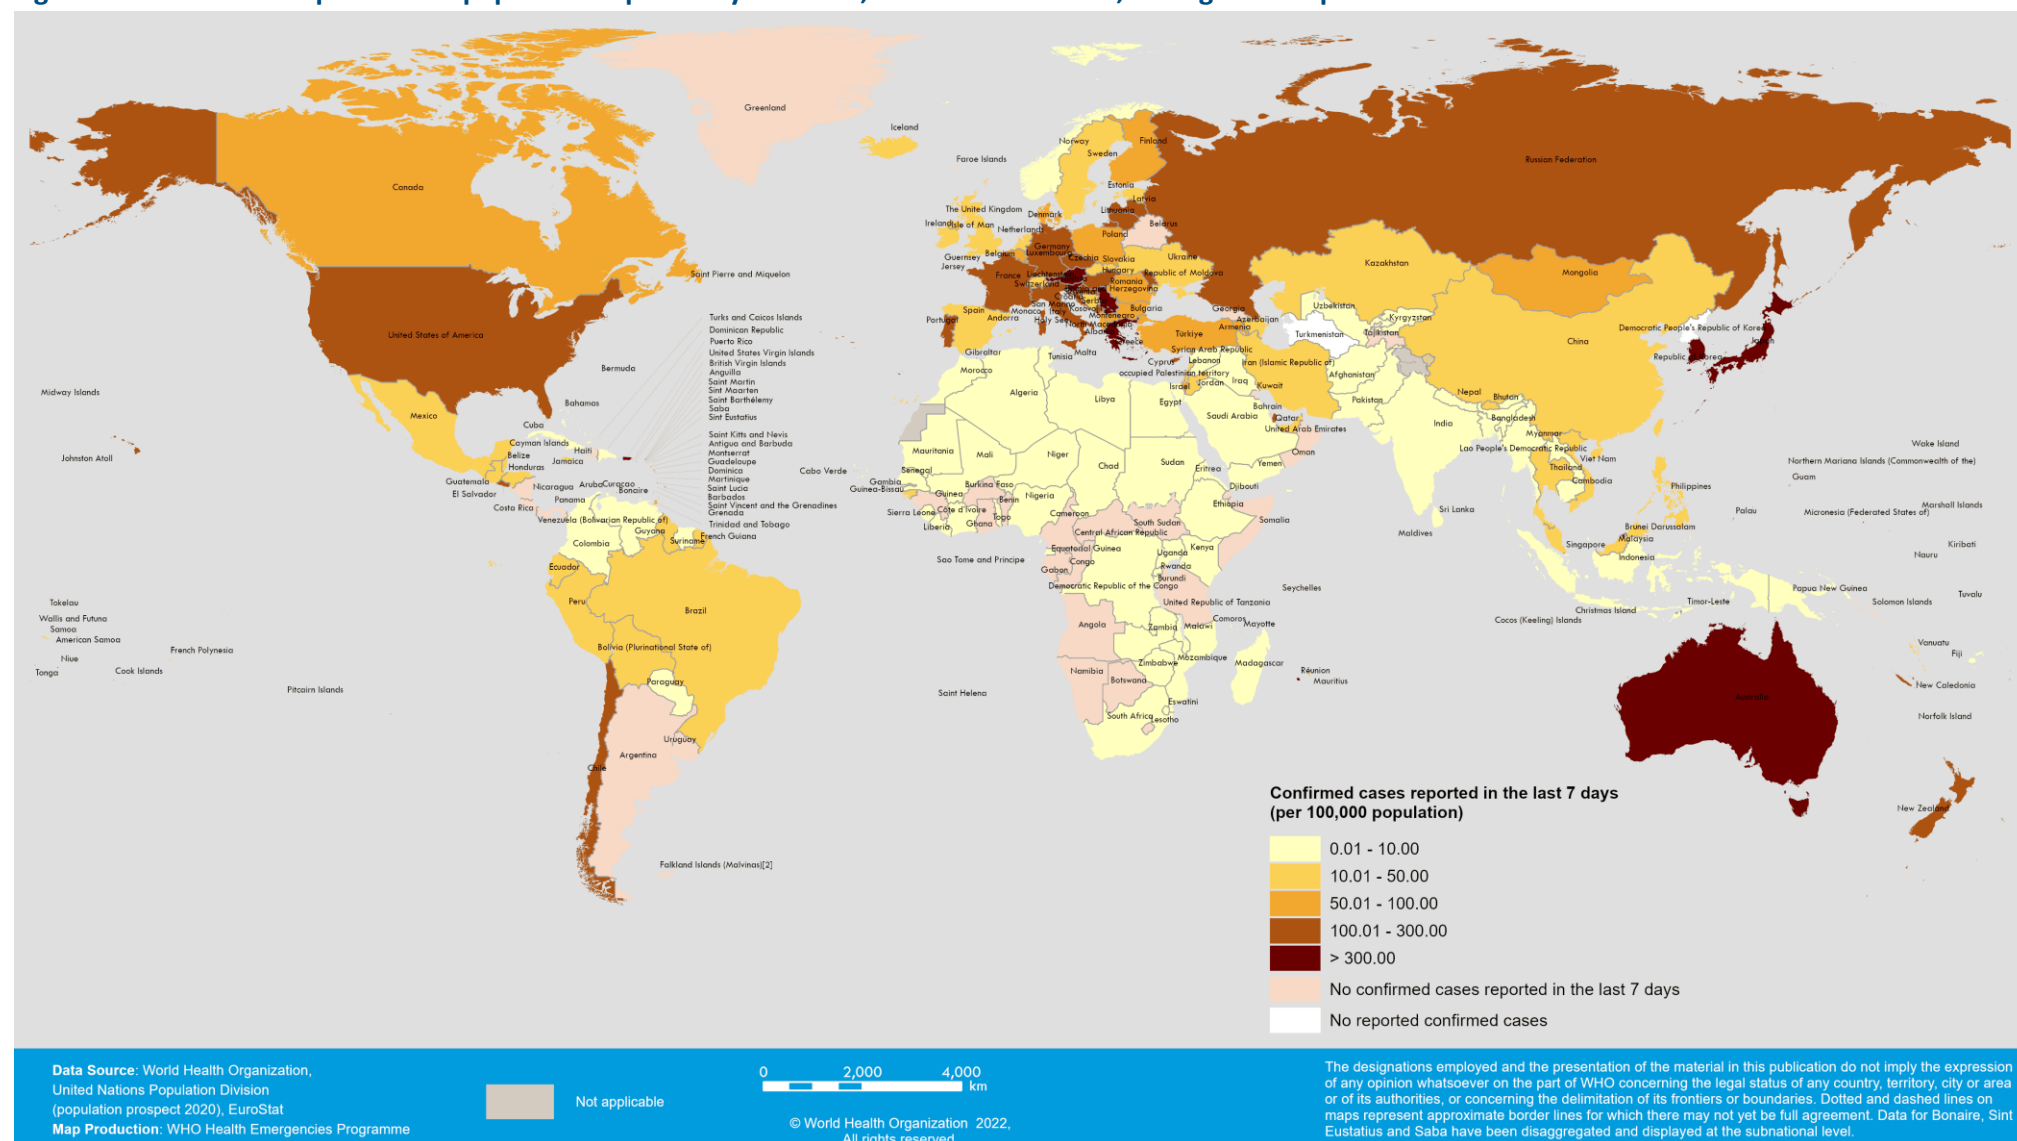 Greenland
Iceland
Faroe Islands
Norway
Sweden
Finland
Russian Federation
Canada
Estonia
Latvia
Lithuania
The United Kingdom
Denmark
Ireland
Isle of Man
Netherlands
Belarus
Poland
Germany
Guernsey
Belgium
Luxembourg
Jersey
Czechia
Slovakia
Ukraine
Kazakhstan
Mongolia
Saint Pierre and Miquelon
France
Liechtenstein
Hungary
Republic of Moldova
Switzerland
Romania
Herzegovina
San Marino
Spain
Monaco
Italy
Kosovo
Bulgaria
Georgia
Uzbekistan
Andorra
Holy See
Montenegro
Azerbaijan
Kyrgyzstan
Portugal
Armenia
Democratic People's Republic of Korea
United States of America
Türkiye
Turkmenistan
Tajikistan
China
Greece
Turks and Caicos Islands
Dominican Republic
Puerto Rico
United States Virgin Islands
British Virgin Islands
Anguilla
Saint Martin
Sint Maarten
Saint Barthélemy
Saba
Sint Eustatius
Saint Kitts and Nevis
Antigua and Barbuda
Montserrat
Guadeloupe
Dominica
Martinique
Saint Lucia
Barbados
Saint Vincent and the Grenadines
Grenada
Trinidad and Tobago
Gibraltar
Tunisia
Malta
Cyprus
Syrian Arab Republic
Lebanon
Iran (Islamic Republic of)
Republic of Korea
Japan
Bermuda
Morocco
occupied Palestinian territory
Israel
Jordan
Iraq
Kuwait
Afghanistan
Midway Islands
Algeria
Libya
Egypt
Pakistan
Nepal
Bhutan
Bahamas
Saudi Arabia
Bahrain
Qatar
Bangladesh
Mexico
Cuba
United Arab Emirates
India
Myanmar
Cayman Islands
Haiti
Lao People's Democratic Republic
Wake Island
Johnston Atoll
Belize
Jamaica
Honduras
Mauritania
Mali
Niger
Chad
Sudan
Eritrea
Yemen
Oman
Viet Nam
Thailand
Northern Mariana Islands (Commonwealth of the)
Guam
Guatemala
El Salvador
Nicaragua
Aruba
Curaçao
Bonaire
Cabo Verde
Senegal
Gambia
Guinea-Bissau
Guinea
Burkina Faso
Benin
Nigeria
Djibouti
Cambodia
Philippines
Costa Rica
Panama
Sierra Leone
Côte d'Ivoire
Liberia
Ghana
Togo
Cameroon
Ethiopia
South Sudan
Somalia
Sri Lanka
Maldives
Palau
Micronesia (Federated States of)
Marshall Islands
Venezuela (Bolivarian Republic of)
Guyana
Suriname
French Guiana
Colombia
Central African Republic
Brunei Darussalam
Malaysia
Singapore
Indonesia
Kiribati
Nauru
Sao Tome and Principe
Equatorial Guinea
Congo
Gabon
Uganda
Kenya
Rwanda
Burundi
Democratic Republic of the Congo
Ecuador
Peru
Brazil
Seychelles
United Republic of Tanzania
Papua New Guinea
Timor-Leste
Christmas Island
Solomon Islands
Tuvalu
Cocos (Keeling) Islands
Tokelau
Wallis and Futuna
Samoa
American Samoa
Niue
Tonga
Cook Islands
French Polynesia
Pitcairn Islands
Angola
Zambia
Malawi
Comoros
Mayotte
Bolivia (Plurinational State of)
Paraguay
Namibia
Botswana
Zimbabwe
Mozambique
Madagascar
Réunion
Mauritius
Vanuatu
Fiji
New Caledonia
Norfolk Island
Saint Helena
South Africa
Eswatini
Lesotho
Australia
Uruguay
Argentina
Chile
New Zealand
Falkland Islands (Malvinas)[2]
Confirmed cases reported in the last 7 days
(per 100,000 population)
0.01 - 10.00
10.01 - 50.00
50.01 - 100.00
100.01 - 300.00
> 300.00
No confirmed cases reported in the last 7 days
No reported confirmed cases
Data Source: World Health Organization,
United Nations Population Division
(population prospect 2020), EuroStat
Map Production: WHO Health Emergencies Programme
Not applicable
0 2,000 4,000
km
© World Health Organization 2022,
All rights reserved
The designations employed and the presentation of the material in this publication do not imply the expression
of any opinion whatsoever on the part of WHO concerning the legal status of any country, territory, city or area
or of its authorities, or concerning the delimitation of its frontiers or boundaries. Dotted and dashed lines on
maps represent approximate border lines for which there may not yet be full agreement. Data for Bonaire, Sint
Eustatius and Saba have been disaggregated and displayed at the subnational level.